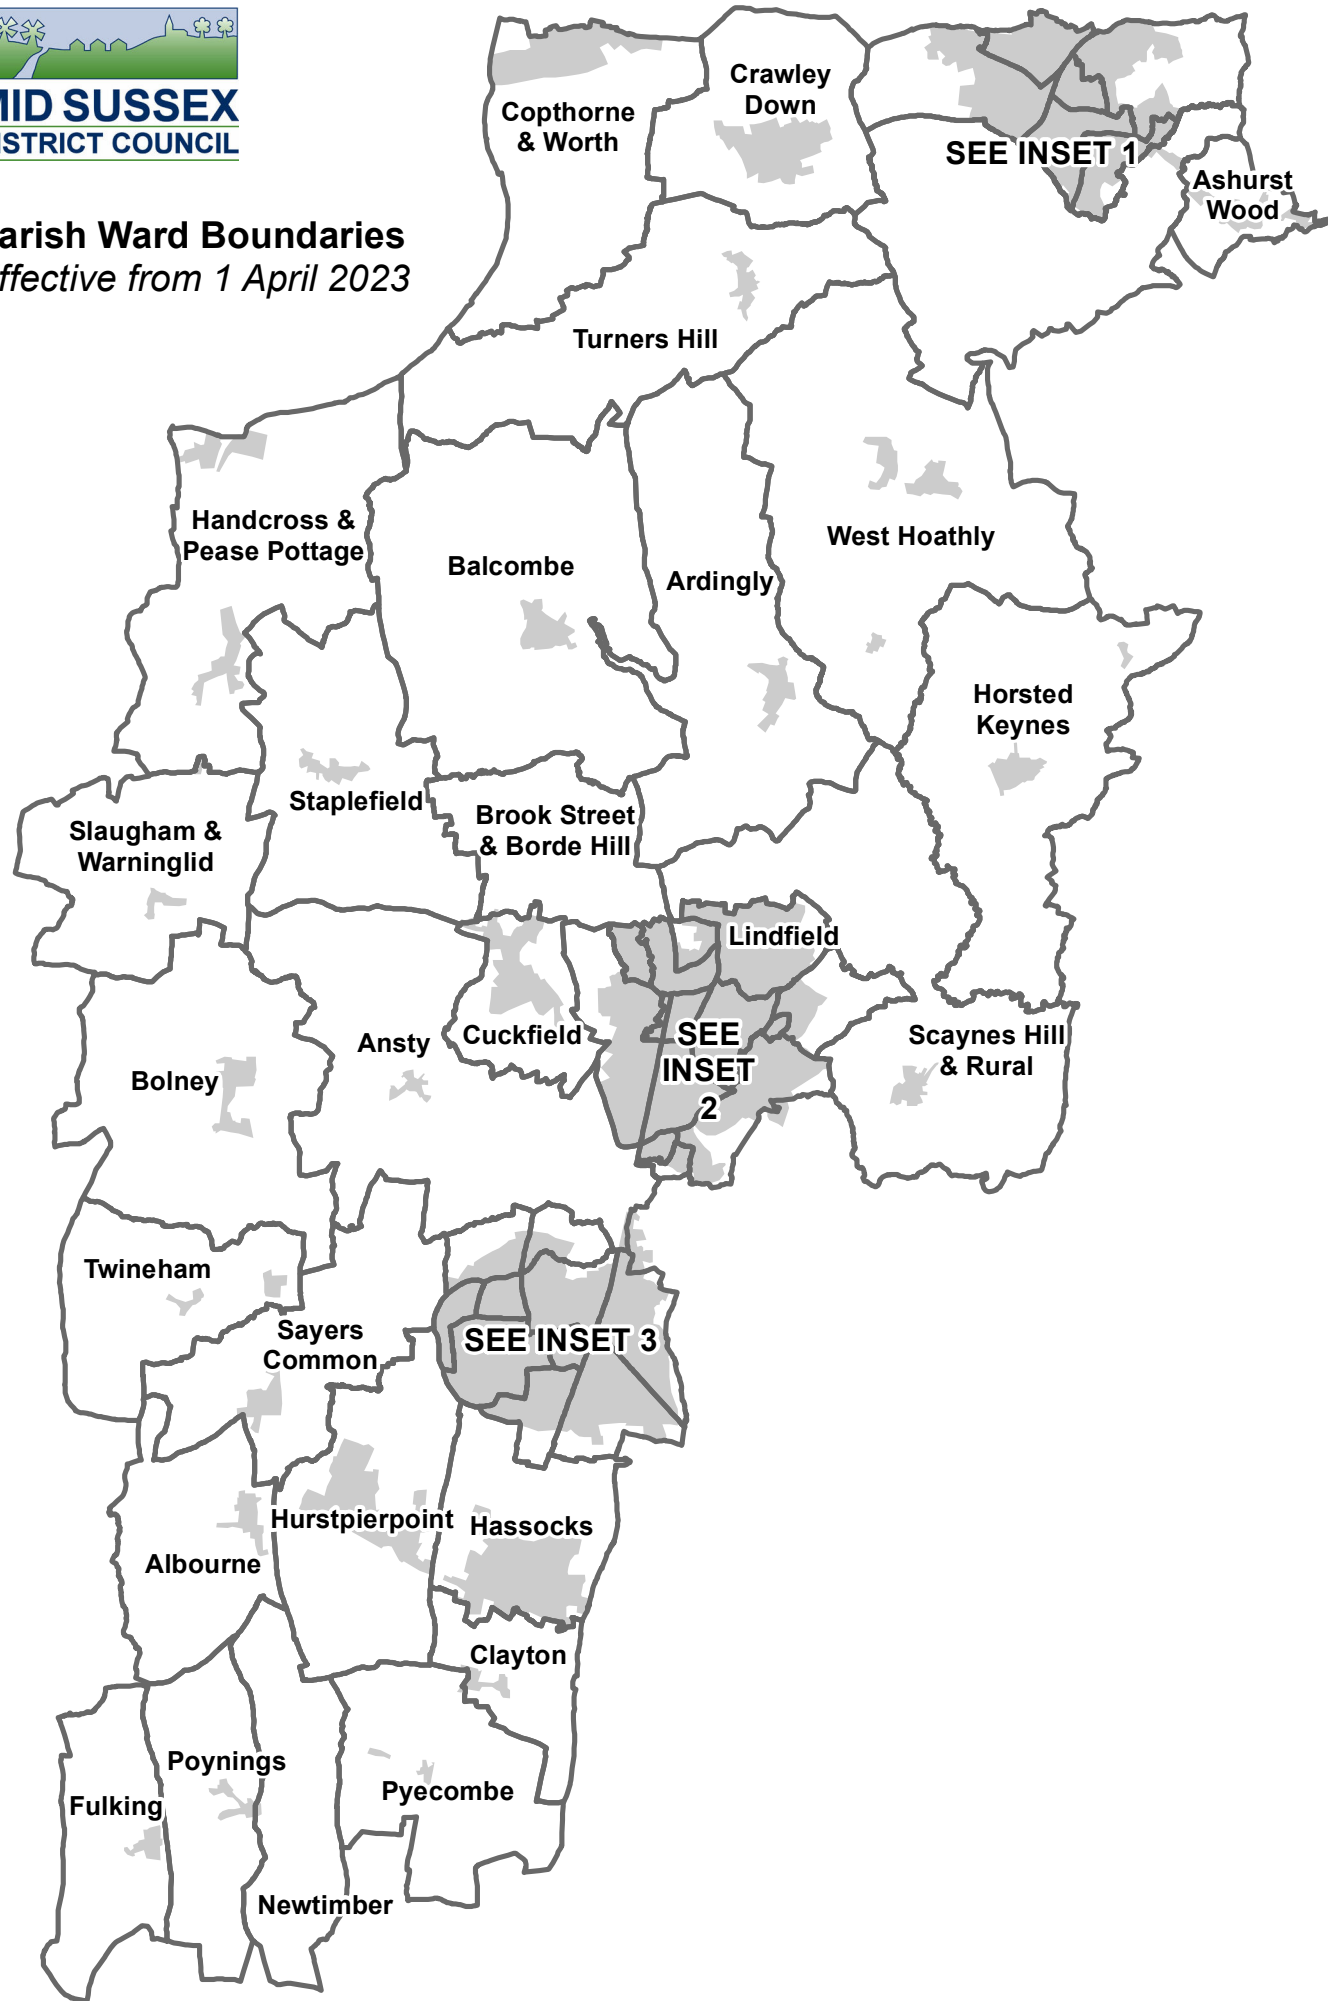 MID SUSSEX
DISTRICT COUNCIL
arish Ward Boundaries
ffective from 1 April 2023
Copthorne
& Worth
Crawley
Down
SEE INSET 1
Ashurst
Wood
Turners Hill
Handcross &
Pease Pottage
Balcombe
Ardingly
West Hoathly
Horsted
Keynes
Staplefield
Brook Street
& Borde Hill
Slaugham &
Warninglid
Lindfield
Cuckfield
Ansty
SEE
INSET
2
Scaynes Hill
& Rural
Bolney
Twineham
Sayers
Common
SEE INSET 3
Hurstpierpoint
Hassocks
Albourne
Clayton
Poynings
Pyecombe
Fulking
Newtimber